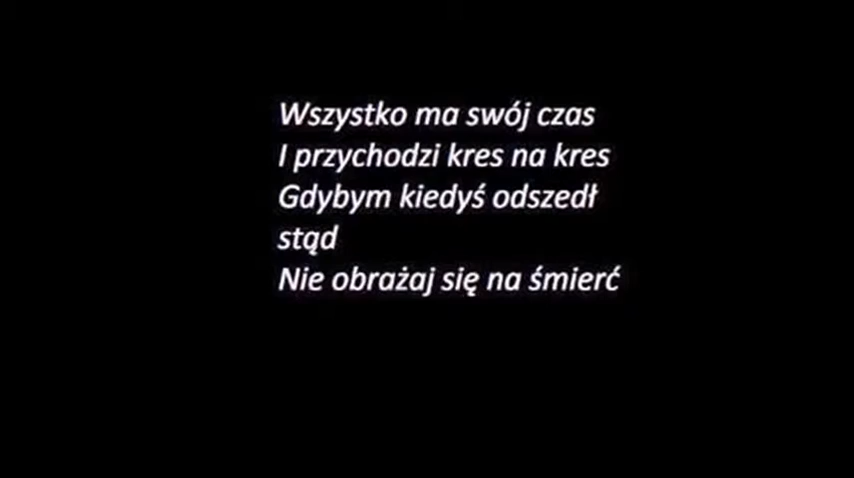 Wszystko ma swój czas
I przychodzi kres na kres
Gdybym kiedyś odszedł
stąd
Nie obrażaj się na śmierć